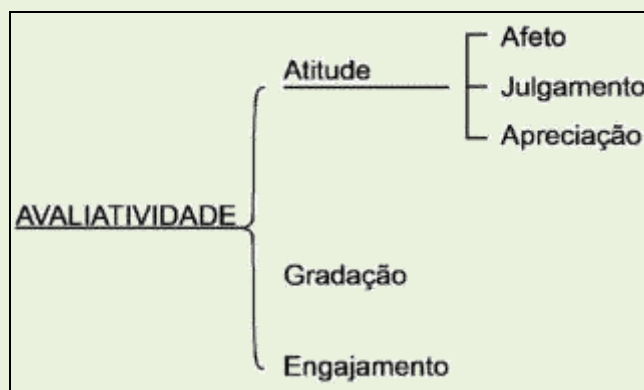 Afeto
Atitude
Julgamento
Apreciação
AVALIATIVIDADE
Gradação
Engajamento